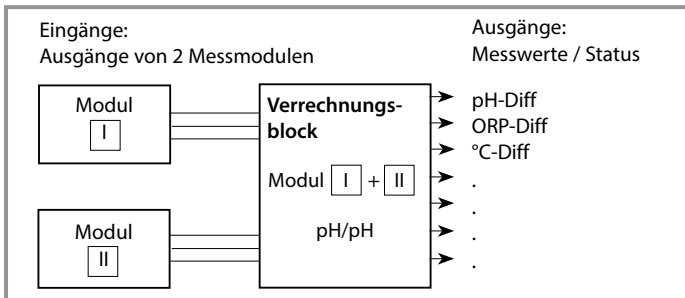 Eingänge:
Ausgänge von 2 Messmodulen
Ausgänge:
Messwerte / Status
Modul
I
Modul
II
Verrechnungs-
block
Modul I + II
pH/pH
pH-Diff
ORP-Diff
°C-Diff
.
.
.
.